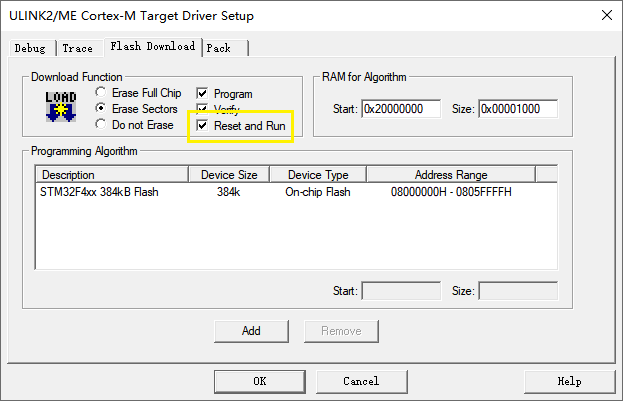 ULINK2/ME Cortex-M Target Driver Setup
Debug Trace Flash Download Pack
Download Function
LOAD
Erase Full Chip
Erase Sectors
Do not Erase
Program
Verify
Reset and Run
RAM for Algorithm
Start: 0x20000000 Size: 0x00001000
Programming Algorithm
Description Device Size Device Type Address Range
STM32F4xx 384kB Flash 384k On-chip Flash 08000000H - 0805FFFFH
Start: Size:
Add Remove
OK Cancel Help